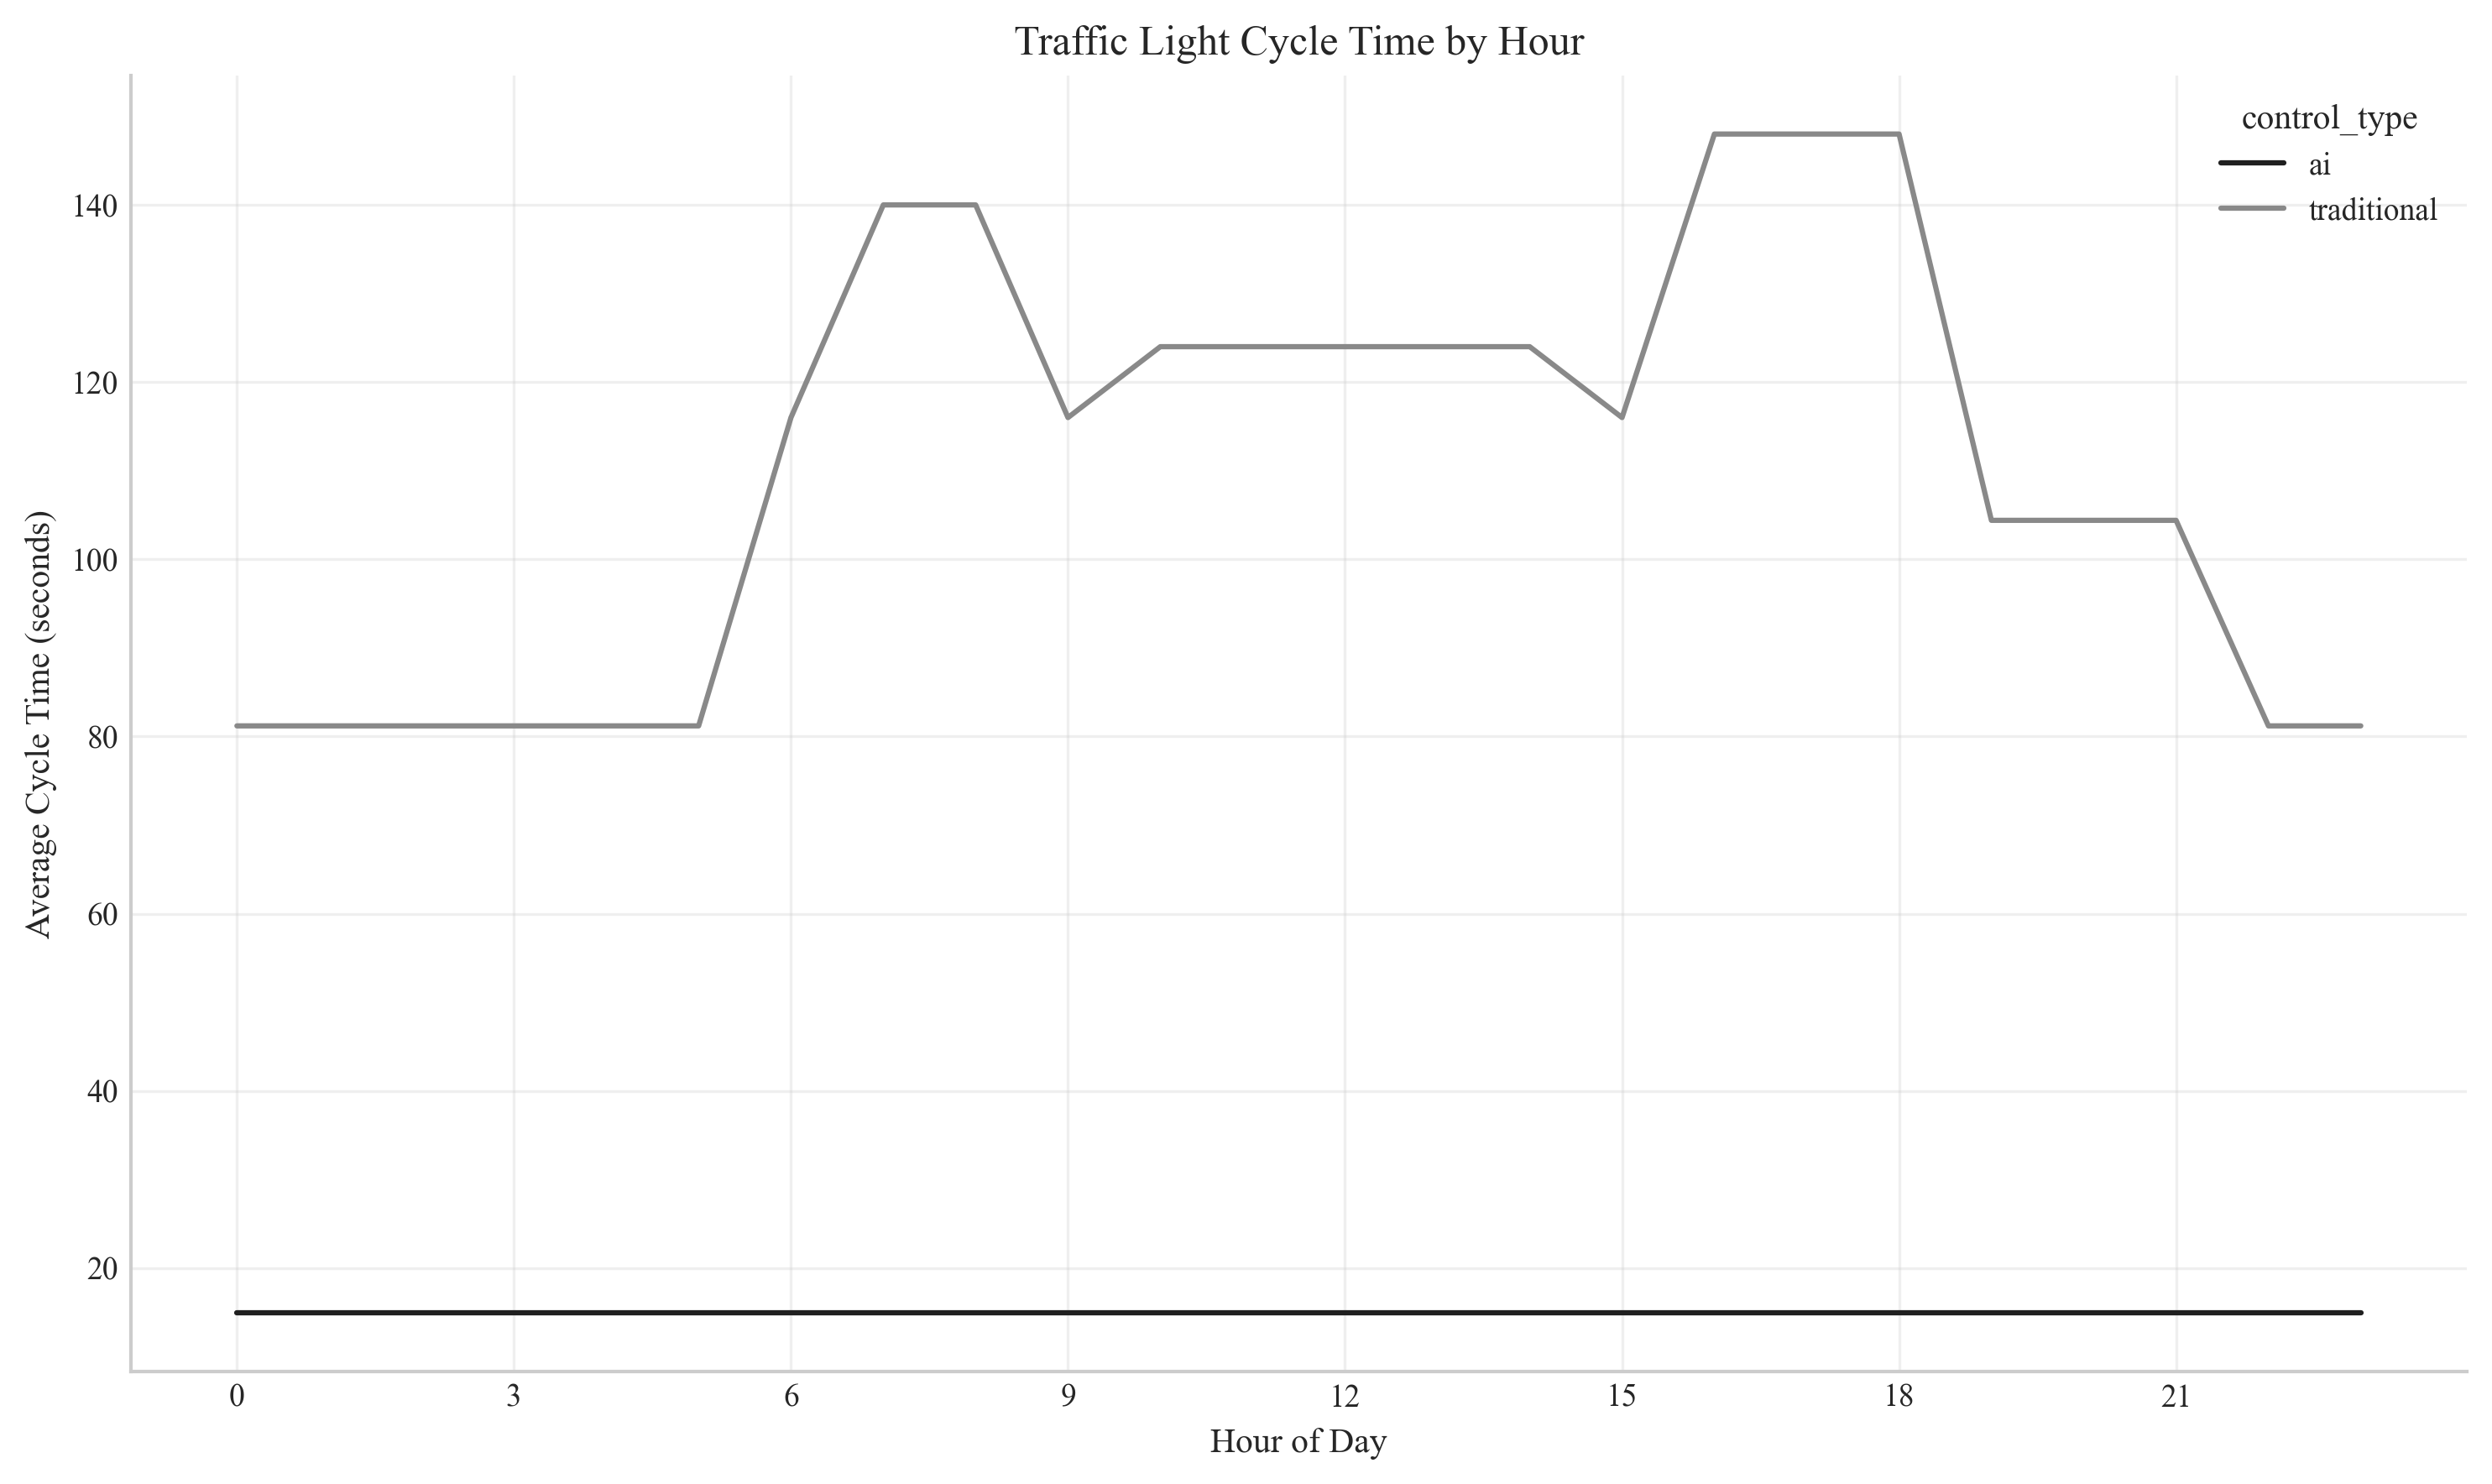 Traffic Light Cycle Time by Hour
control_type
ai
traditional
Average Cycle Time (seconds)
140
120
100
80
60
40
20
0 3 6 9 12 15 18 21
Hour of Day